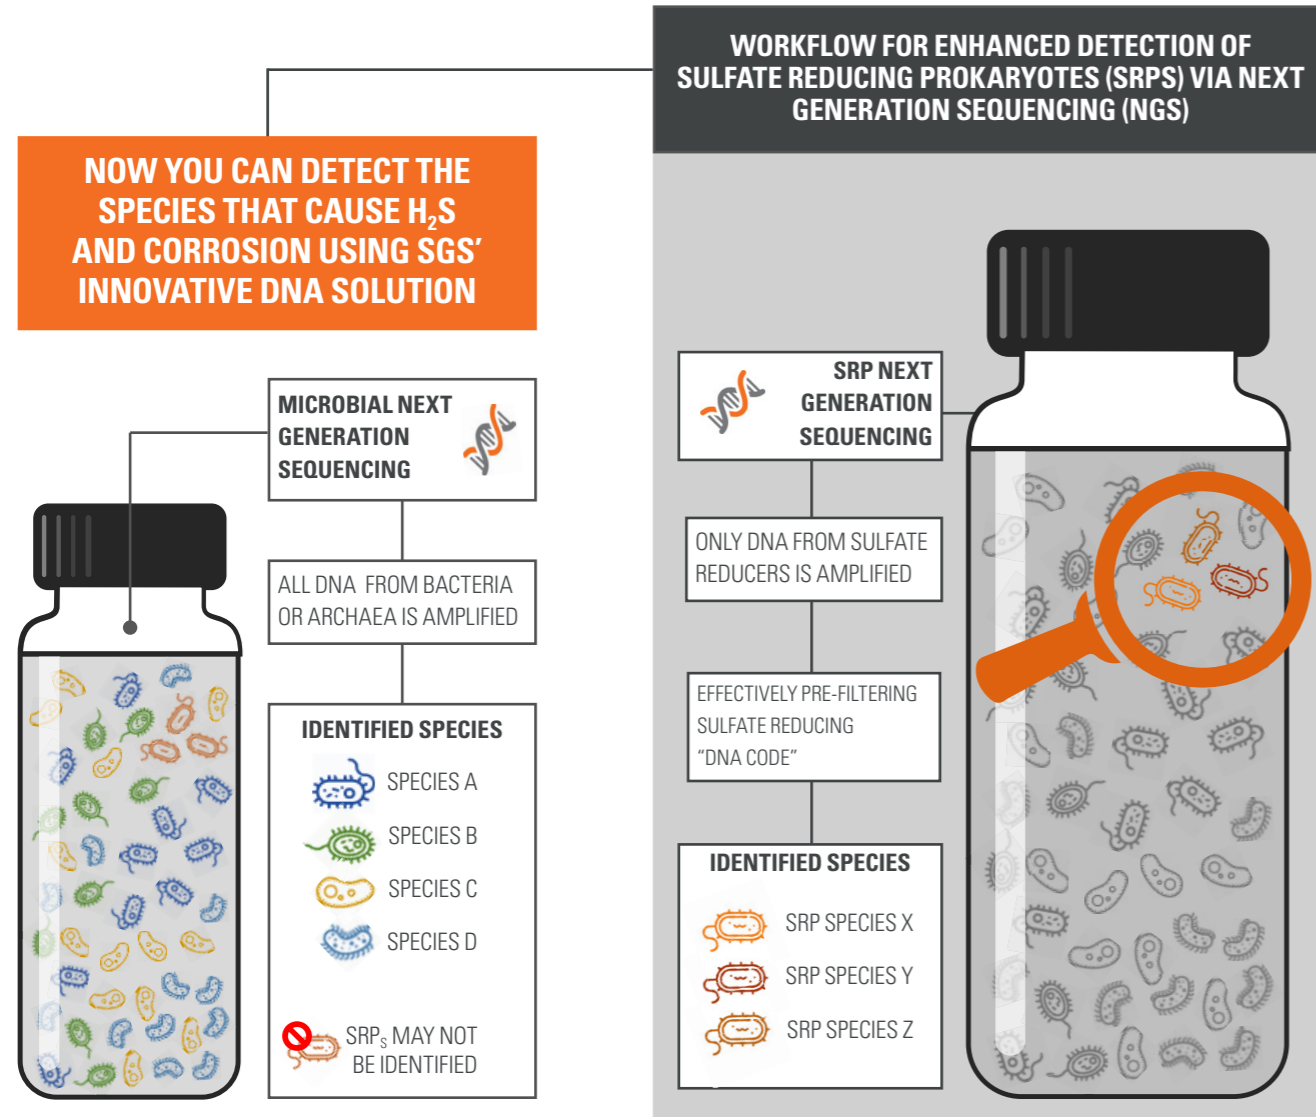 WORKFLOW FOR ENHANCED DETECTION OF
SULFATE REDUCING PROKARYOTES (SRPS) VIA NEXT
GENERATION SEQUENCING (NGS)
NOW YOU CAN DETECT THE
SPECIES THAT CAUSE H₂S
AND CORROSION USING SGS’
INNOVATIVE DNA SOLUTION
MICROBIAL NEXT
GENERATION
SEQUENCING
ALL DNA FROM BACTERIA
OR ARCHAEA IS AMPLIFIED
IDENTIFIED SPECIES
SPECIES A
SPECIES B
SPECIES C
SPECIES D
SRPₛ MAY NOT
BE IDENTIFIED
SRP NEXT
GENERATION
SEQUENCING
ONLY DNA FROM SULFATE
REDUCERS IS AMPLIFIED
EFFECTIVELY PRE-FILTERING
SULFATE REDUCING
“DNA CODE”
IDENTIFIED SPECIES
SRP SPECIES X
SRP SPECIES Y
SRP SPECIES Z